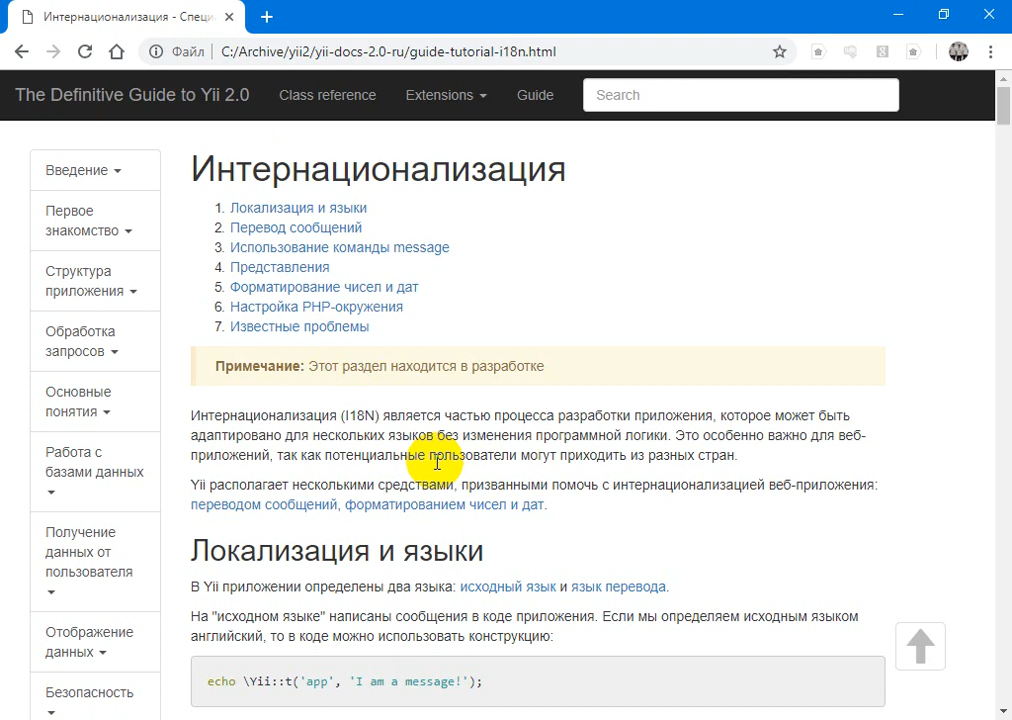 Интернационализация - Специ
Файл
C:/Archive/yii2/yii-docs-2.0-ru/guide-tutorial-i18n.html
The Definitive Guide to Yii 2.0
Class reference
Extensions
Guide
Search
Введение
Первое
знакомство
Структура
приложения
Обработка
запросов
Основные
понятия
Работа с
базами данных
Получение
данных от
пользователя
Отображение
данных
Безопасность
Интернационализация
1. Локализация и языки
2. Перевод сообщений
3. Использование команды message
4. Представления
5. Форматирование чисел и дат
6. Настройка PHP-окружения
7. Известные проблемы
Примечание: Этот раздел находится в разработке
Интернационализация (I18N) является частью процесса разработки приложения, которое может быть
адаптировано для нескольких языков без изменения программной логики. Это особенно важно для веб-
приложений, так как потенциальные пользователи могут приходить из разных стран.
Yii располагает несколькими средствами, призванными помочь с интернационализацией веб-приложения:
переводом сообщений, форматированием чисел и дат.
Локализация и языки
В Yii приложении определены два языка: исходный язык и язык перевода.
На "исходном языке" написаны сообщения в коде приложения. Если мы определяем исходным языком
английский, то в коде можно использовать конструкцию:
echo \Yii::t('app', 'I am a message!');